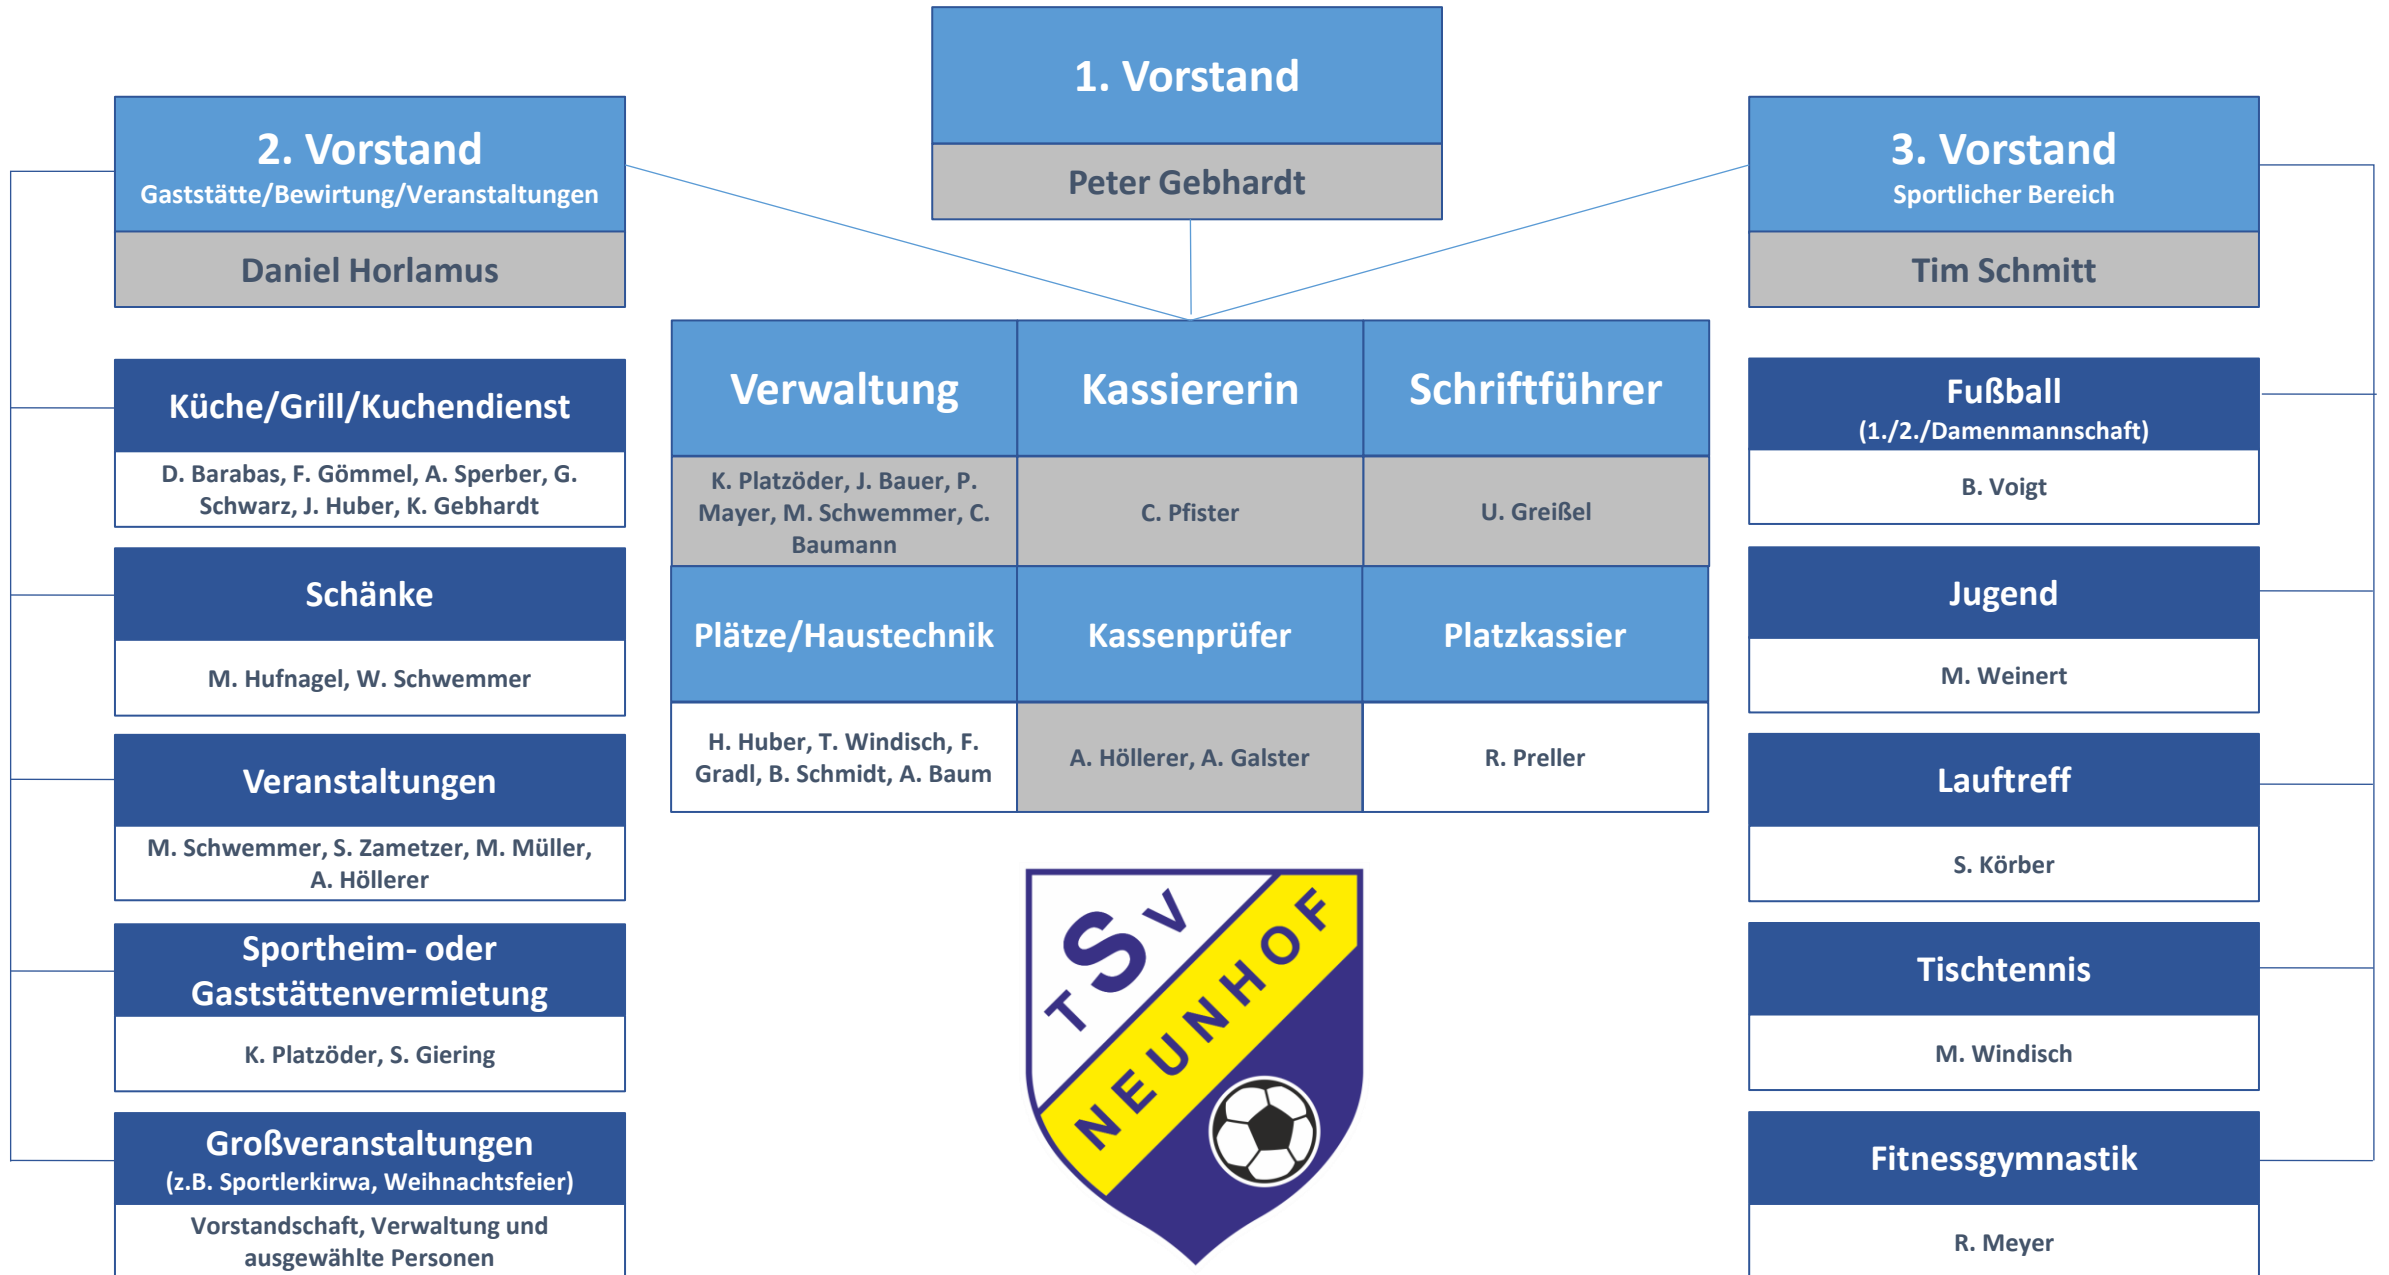 1. Vorstand
Peter Gebhardt
2. Vorstand
Gaststätte/Bewirtung/Veranstaltungen
Daniel Horlamus
3. Vorstand
Sportlicher Bereich
Tim Schmitt
Küche/Grill/Kuchendienst
D. Barabas, F. Gömmel, A. Sperber, G.
Schwarz, J. Huber, K. Gebhardt
Schänke
M. Hufnagel, W. Schwemmer
Veranstaltungen
M. Schwemmer, S. Zametzer, M. Müller,
A. Höllerer
Sportheim- oder
Gaststättenvermietung
K. Platzöder, S. Giering
Großveranstaltungen
(z.B. Sportlerkirwa, Weihnachtsfeier)
Vorstandschaft, Verwaltung und
ausgewählte Personen
Verwaltung
K. Platzöder, J. Bauer, P.
Mayer, M. Schwemmer, C.
Baumann
Kassiererin
C. Pfister
Schriftführer
U. Greißel
Plätze/Haustechnik
H. Huber, T. Windisch, F.
Gradl, B. Schmidt, A. Baum
Kassenprüfer
A. Höllerer, A. Galster
Platzkassier
R. Preller
TSV
NEUNHOF
Fußball
(1./2./Damenmannschaft)
B. Voigt
Jugend
M. Weinert
Lauftreff
S. Körber
Tischtennis
M. Windisch
Fitnessgymnastik
R. Meyer